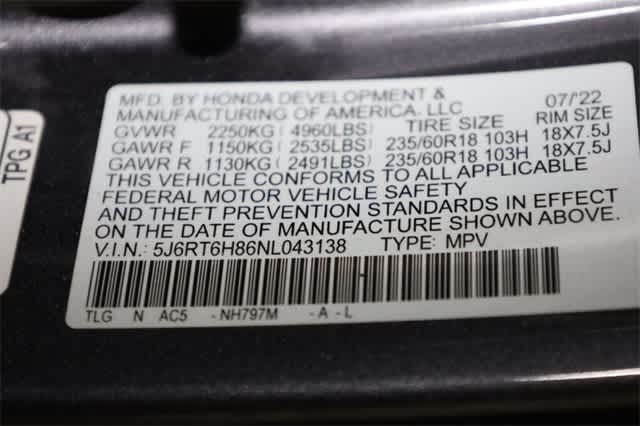 TPG A1
MFD. BY HONDA DEVELOPMENT & 
MANUFACTURING OF AMERICA. LLC 07/'22
GVWR 2250KG ( 4960LBS) TIRE SIZE RIM SIZE
GAWR F 1150KG ( 2535LBS) 235/60R18 103H 18X7.5J
GAWR R 1130KG ( 2491LBS) 235/60R18 103H 18X7.5J
THIS VEHICLE CONFORMS TO ALL APPLICABLE
FEDERAL MOTOR VEHICLE SAFETY
AND THEFT PREVENTION STANDARDS IN EFFECT
ON THE DATE OF MANUFACTURE SHOWN ABOVE.
V.I.N.: 5J6RT6H86NL043138 TYPE: MPV
TLG N AC5 - NH797M - A - L